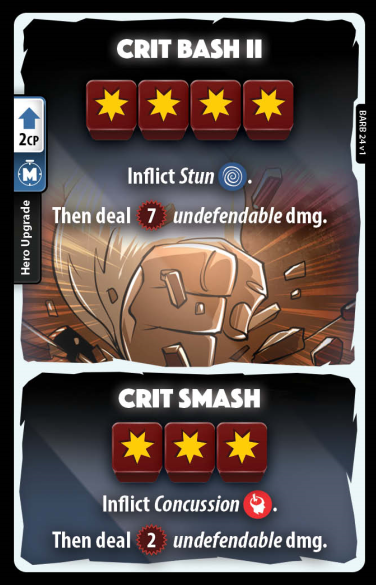 CRIT BASH II
2CP
M
Hero Upgrade
BARB 24 v1
Inflict Stun.
Then deal 7 undefendable dmg.
CRIT SMASH
Inflict Concussion.
Then deal 2 undefendable dmg.